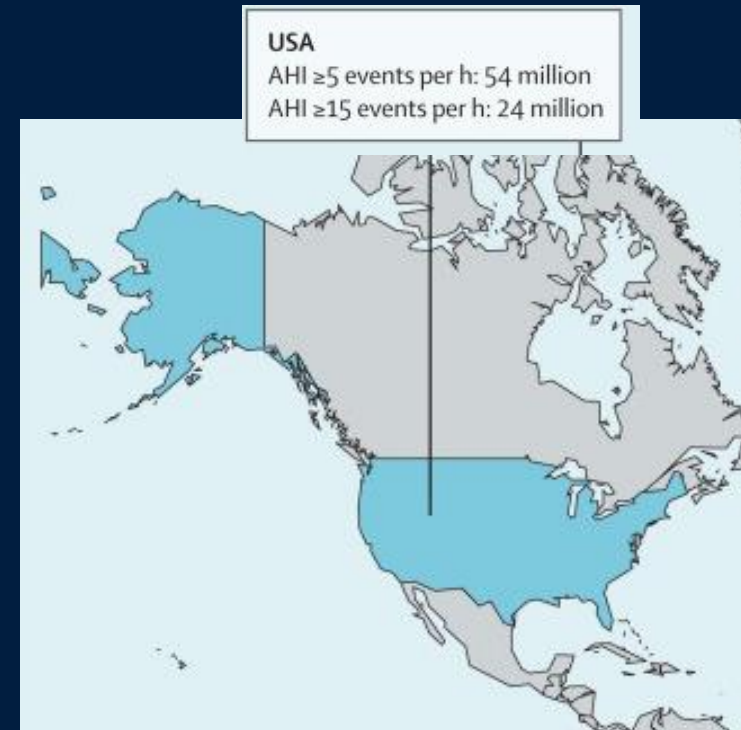 USA
AHI ≥5 events per h: 54 million
AHI ≥15 events per h: 24 million